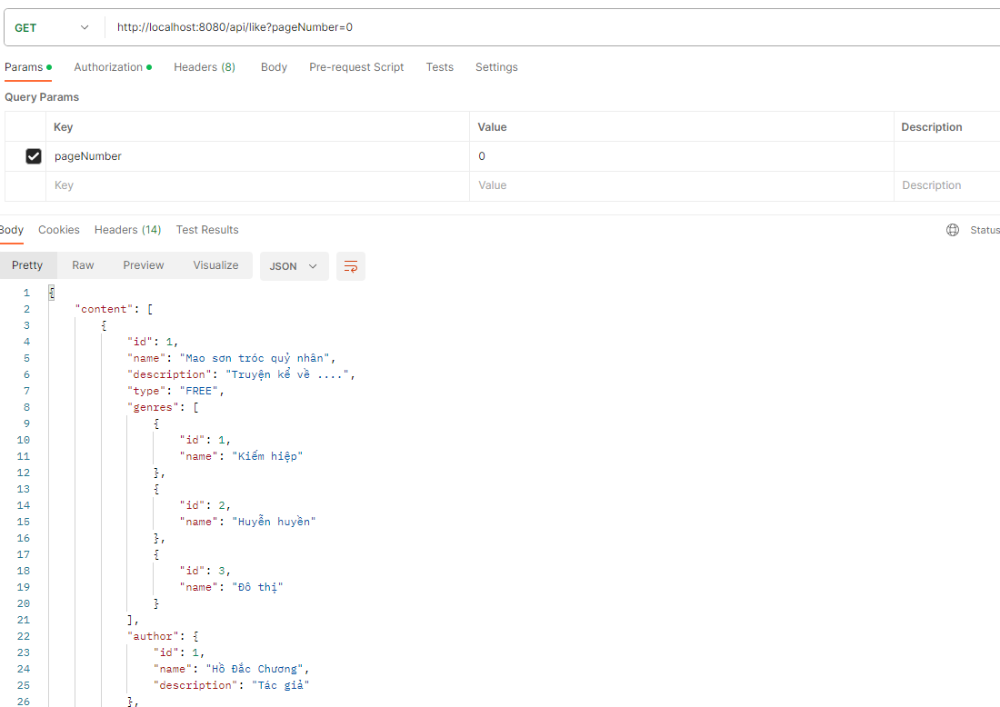 GET http://localhost:8080/api/like?pageNumber=0
Params Authorization Headers (8) Body Pre-request Script Tests Settings
Query Params
Key Value Description
pageNumber 0
Key Value Description
Body Cookies Headers (14) Test Results Status
Pretty Raw Preview Visualize JSON
1 {
2 "content": [
3 {
4 "id": 1,
5 "name": "Mao sơn tróc quỷ nhân",
6 "description": "Truyện kể về ....",
7 "type": "FREE",
8 "genres": [
9 {
10 "id": 1,
11 "name": "Kiếm hiệp"
12 },
13 {
14 "id": 2,
15 "name": "Huyễn huyền"
16 },
17 {
18 "id": 3,
19 "name": "Đô thị"
20 }
21 ],
22 "author": {
23 "id": 1,
24 "name": "Hồ Đắc Chương",
25 "description": "Tác giả"
26 },